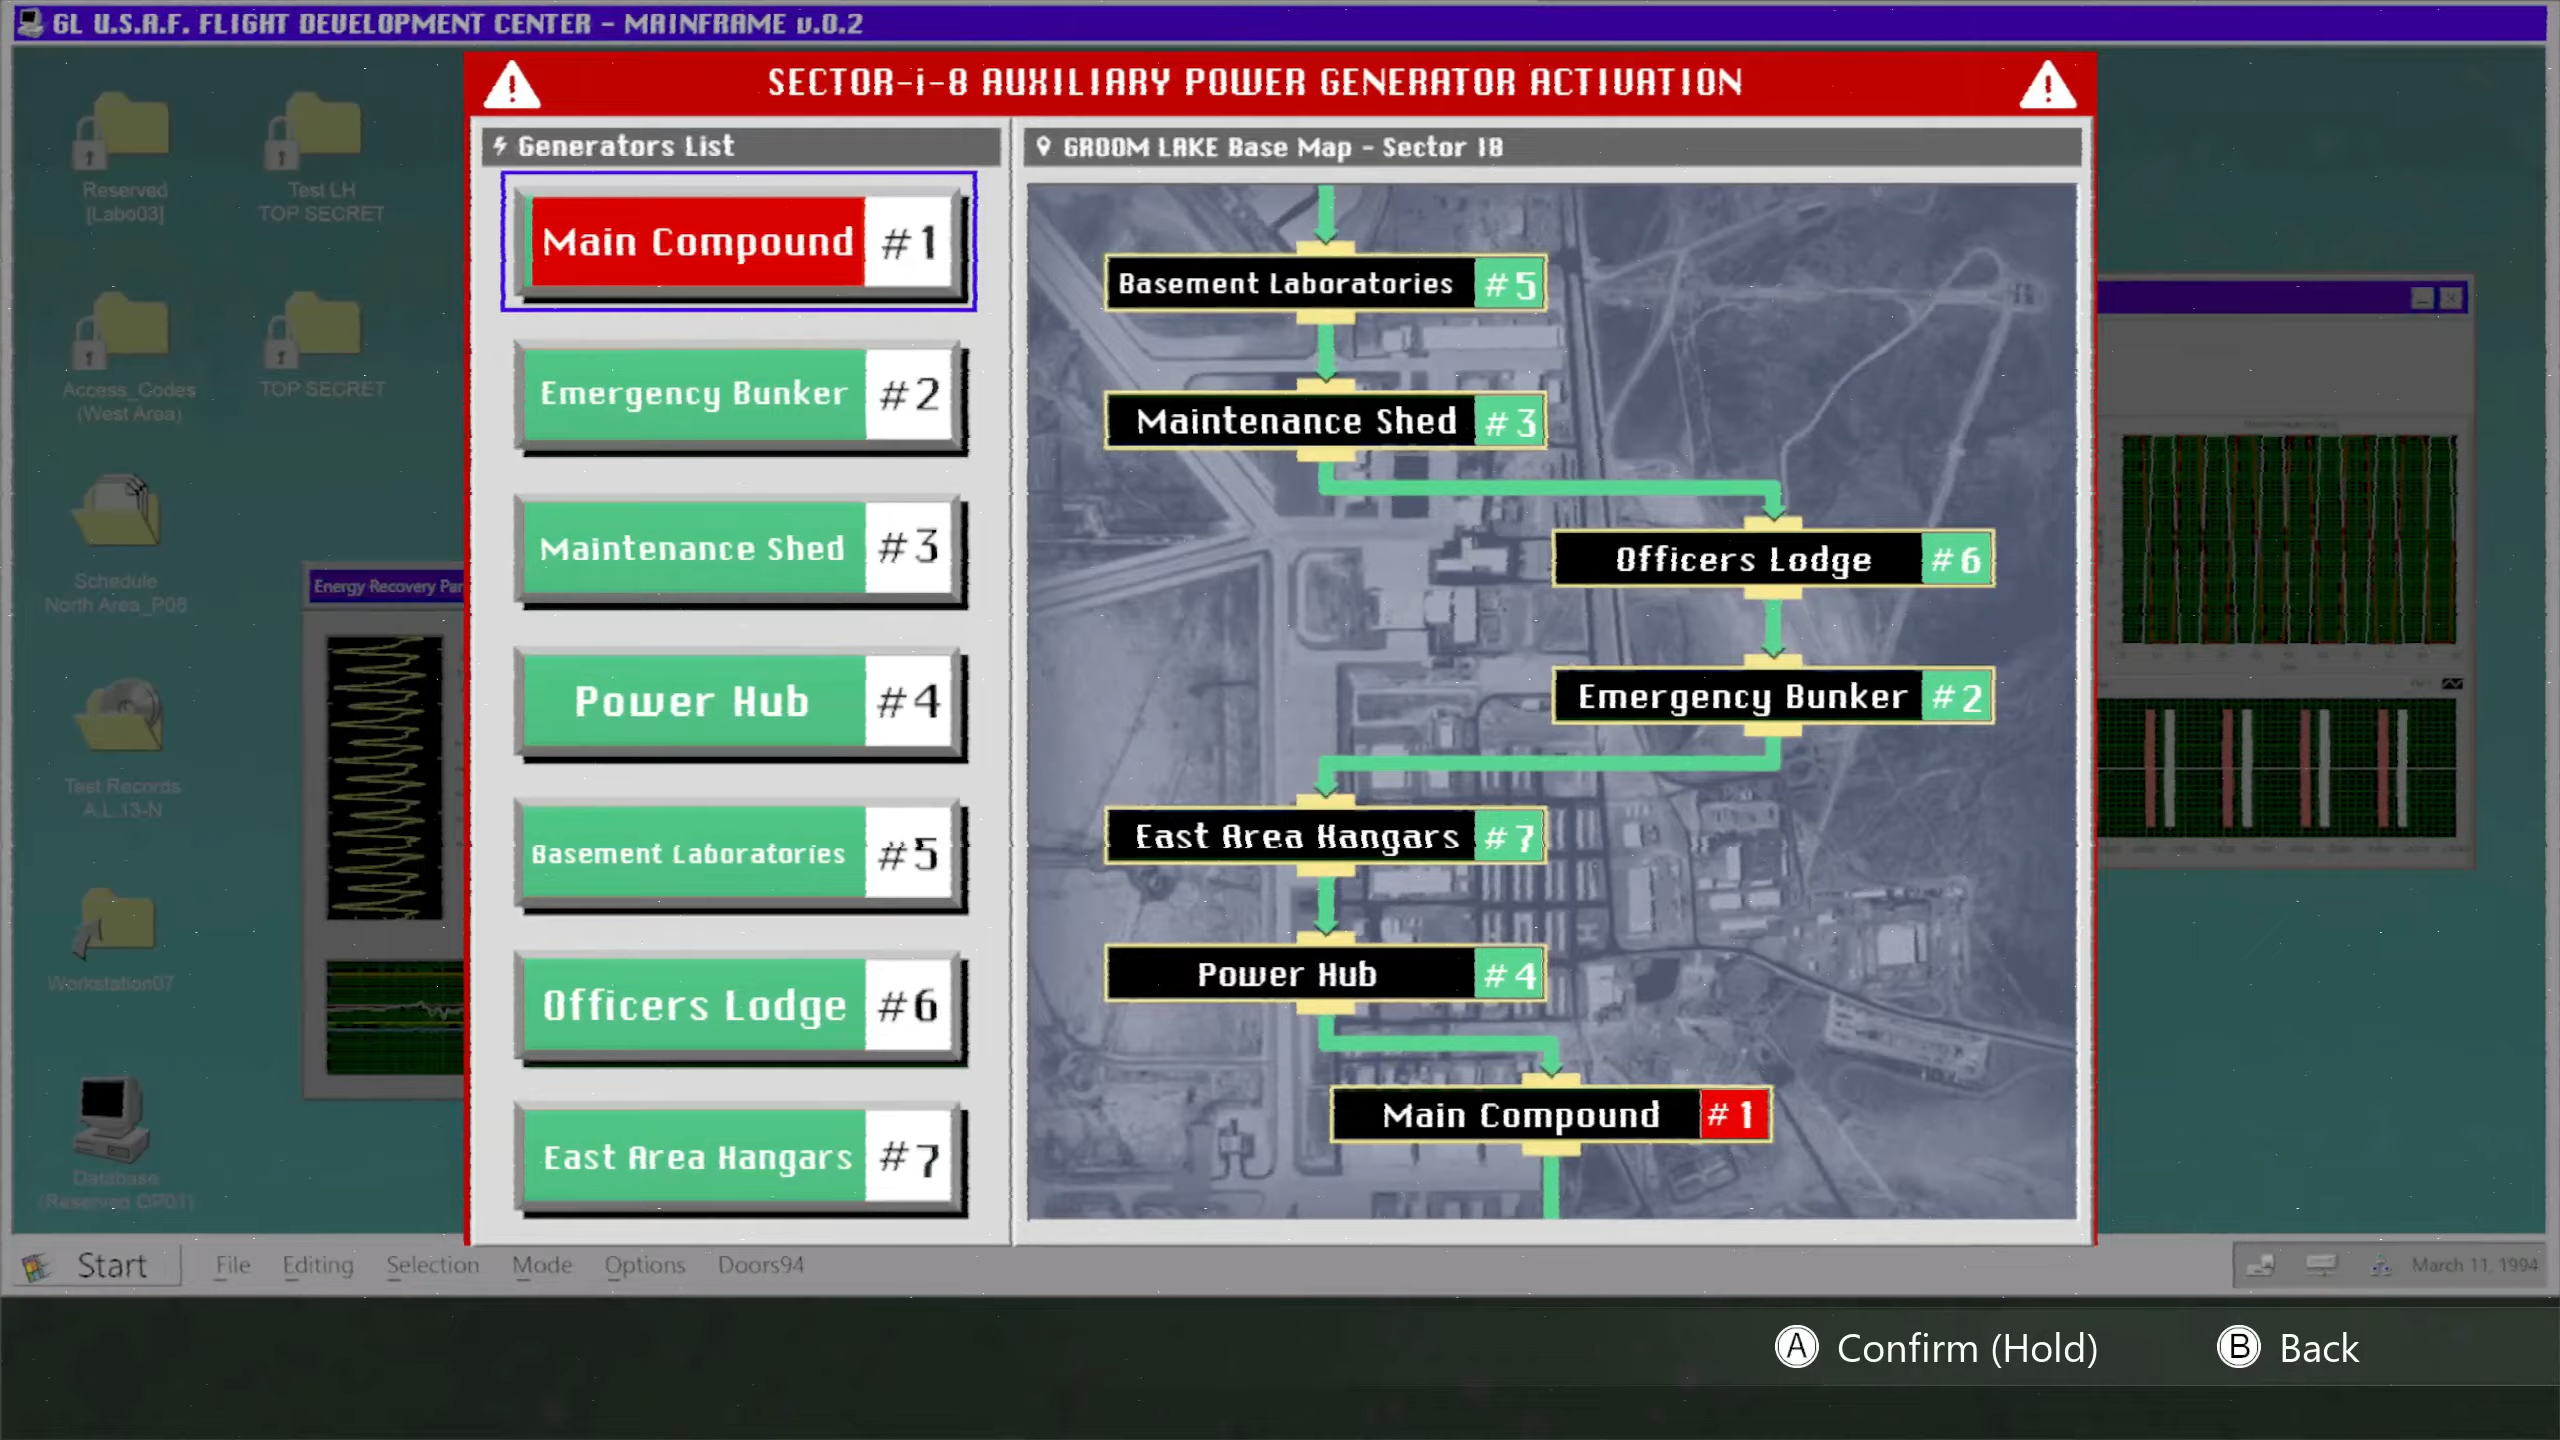 GL U.S.A.F. FLIGHT DEVELOPMENT CENTER - MAINFRAME v.0.2
SECTOR-i-8 AUXILIARY POWER GENERATOR ACTIVATION
Generators List
Main Compound #1
Emergency Bunker #2
Maintenance Shed #3
Power Hub #4
Basement Laboratories #5
Officers Lodge #6
East Area Hangars #7
GROOM LAKE Base Map - Sector 1B
Basement Laboratories #5
Maintenance Shed #3
Officers Lodge #6
Emergency Bunker #2
East Area Hangars #7
Power Hub #4
Main Compound #1
Reserved
[Labo03]
Test LH
TOP SECRET
Access_Codes
(West Area)
TOP SECRET
Schedule
North Area_P08
Test Records
A.L.13-N
Workstation07
Database
(Reserved OP01)
Energy Recovery
Start File Editing Selection Mode Options Doors94 March 11, 1994
A Confirm (Hold) B Back